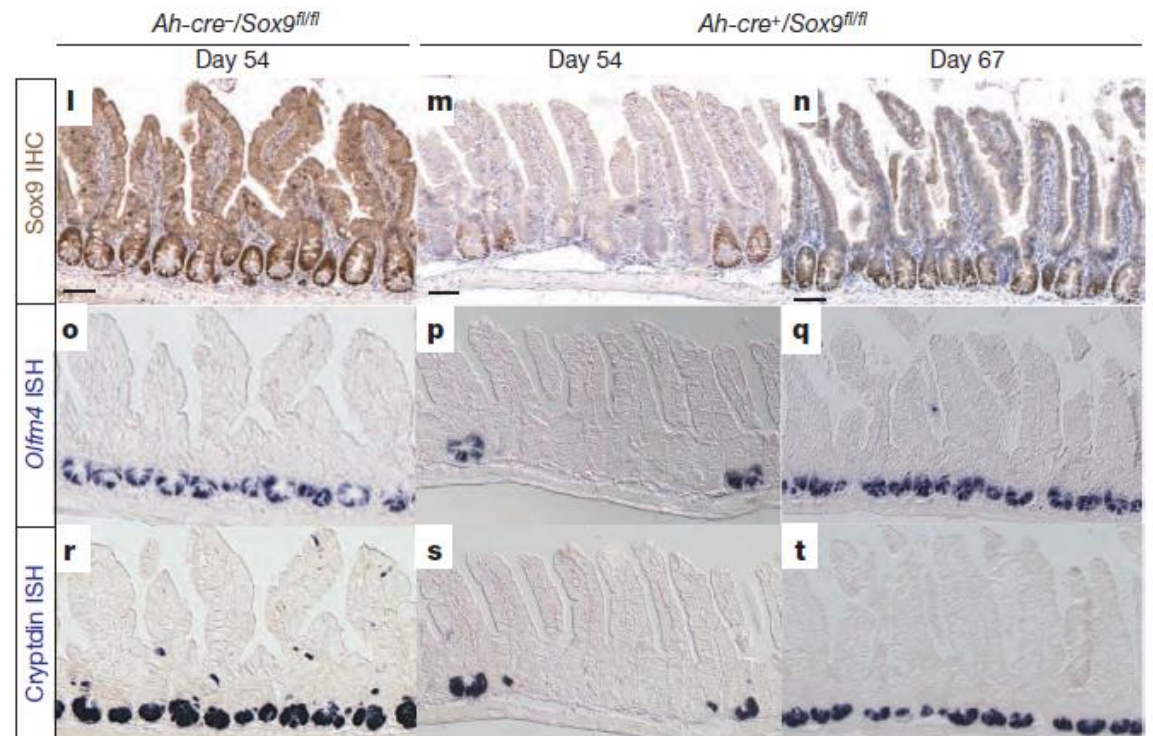 Ah-cre⁻/Sox9fl/fl
Ah-cre⁺/Sox9fl/fl
Day 54
Day 54
Day 67
Sox9 IHC
l
m
n
Olfm4 ISH
o
p
q
Cryptdin ISH
r
s
t